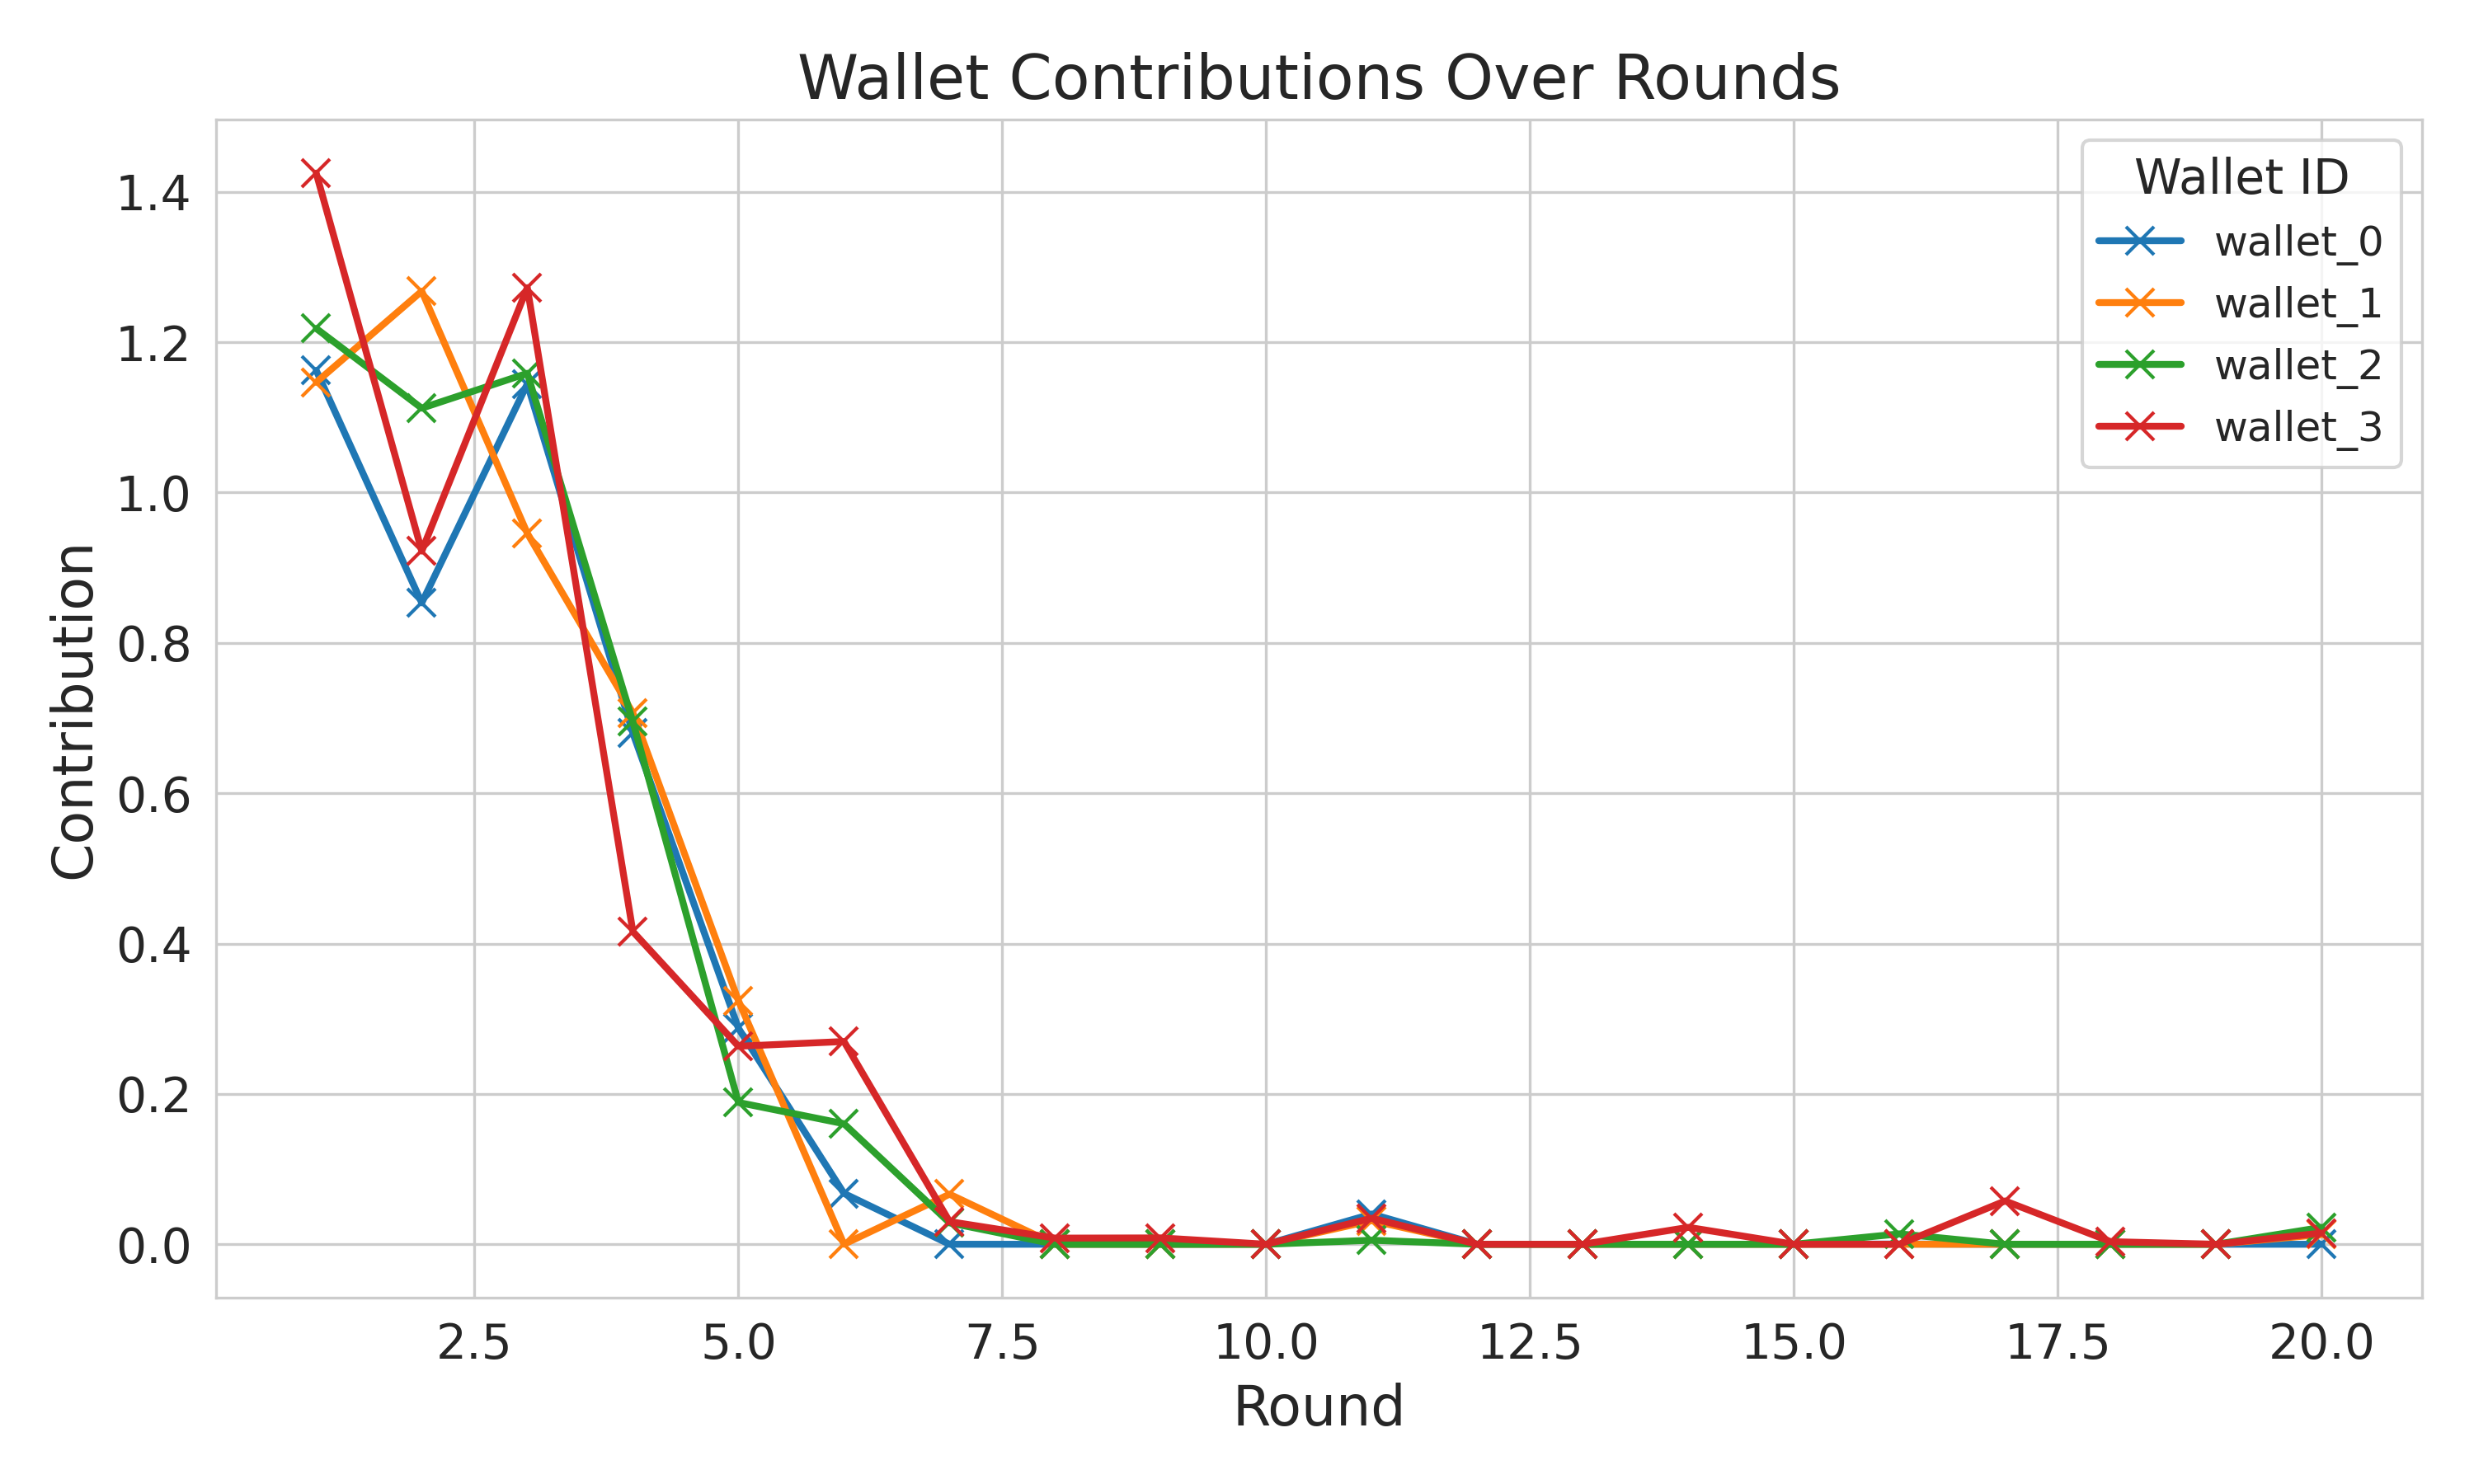 Wallet Contributions Over Rounds
Contribution
1.4
1.2
1.0
0.8
0.6
0.4
0.2
0.0
Wallet ID
wallet_0
wallet_1
wallet_2
wallet_3
2.5 5.0 7.5 10.0 12.5 15.0 17.5 20.0
Round